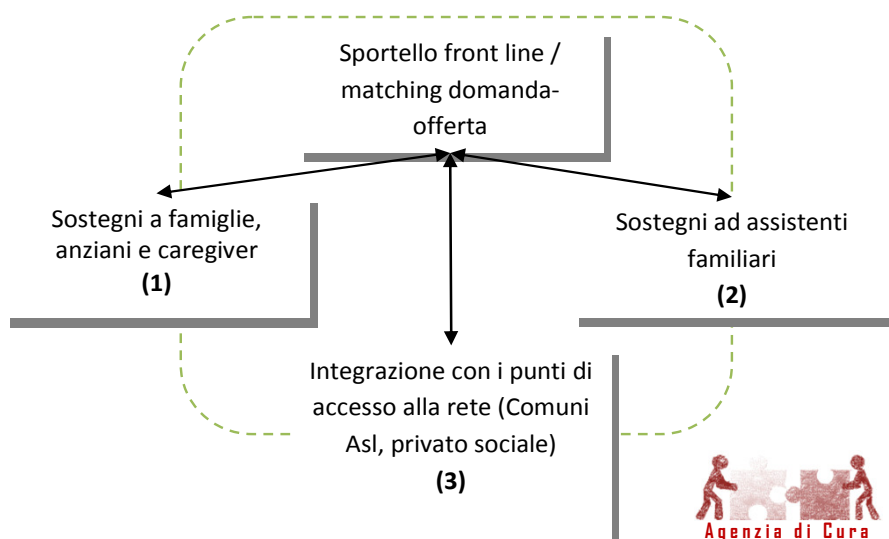 Sportello front line /
matching domanda-
offerta
Sostegni a famiglie,
anziani e caregiver
(1)
Sostegni ad assistenti
familiari
(2)
Integrazione con i punti di
accesso alla rete (Comuni
Asl, privato sociale)
(3)
Agenzia di Cura